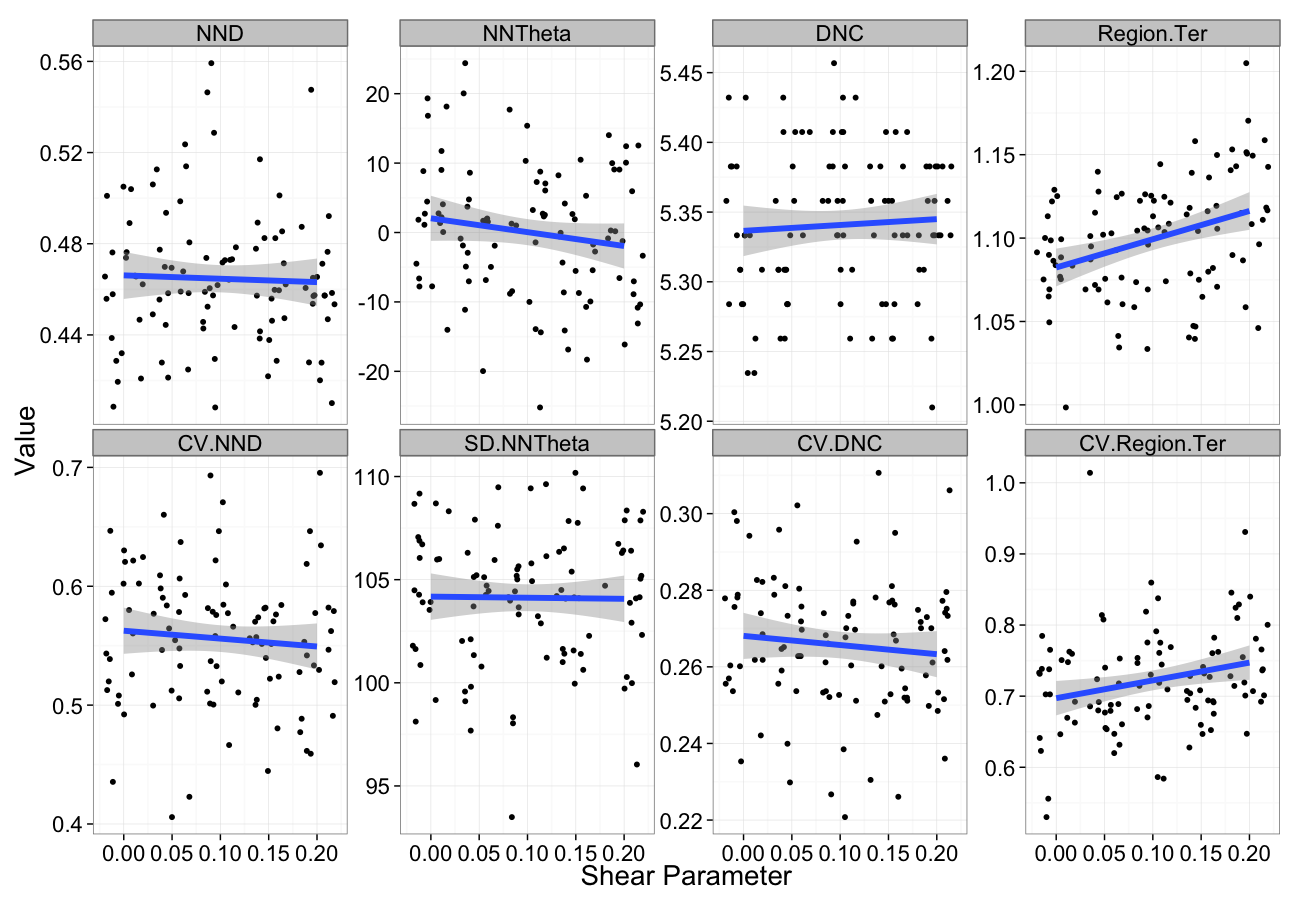 NND NNTheta DNC Region.Ter
0.56 0.52 0.48 0.44
20 10 0 -10 -20
5.45 5.40 5.35 5.30 5.25 5.20
1.20 1.15 1.10 1.05 1.00
Value
CV.NND SD.NNTheta CV.DNC CV.Region.Ter
0.7 0.6 0.5 0.4
110 105 100 95
0.30 0.28 0.26 0.24 0.22
1.0 0.9 0.8 0.7 0.6
0.00 0.05 0.10 0.15 0.20 0.00 0.05 0.10 0.15 0.20 0.00 0.05 0.10 0.15 0.20 0.00 0.05 0.10 0.15 0.20
Shear Parameter